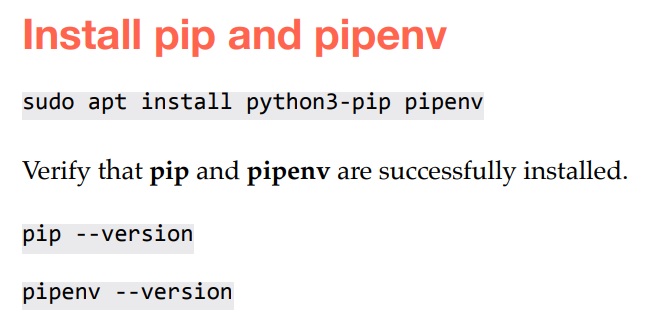 Install pip and pipenv
sudo apt install python3-pip pipenv
Verify that pip and pipenv are successfully installed.
pip --version
pipenv --version